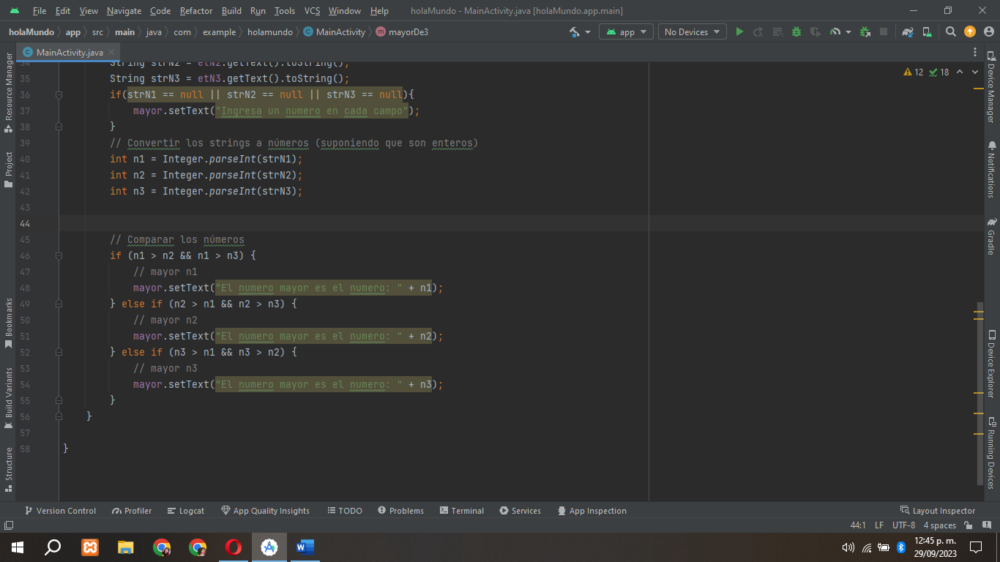 File Edit View Navigate Code Refactor Build Run Tools VCS Window Help holaMundo - MainActivity.java [holaMundo.app.main]
holaMundo app src main java com example holamundo MainActivity mayorDe3 app No Devices
MainActivity.java
Resource Manager
Project
Bookmarks
Build Variants
Structure
34 String strN2 = etN2.getText().toString();
35 String strN3 = etN3.getText().toString();
12 18
36 if(strN1 == null || strN2 == null || strN3 == null){
37 mayor.setText("Ingresa un numero en cada campo");
38 }
39 // Convertir los strings a números (suponiendo que son enteros)
40 int n1 = Integer.parseInt(strN1);
41 int n2 = Integer.parseInt(strN2);
42 int n3 = Integer.parseInt(strN3);
43
44
45 // Comparar los números
46 if (n1 > n2 && n1 > n3) {
47 // mayor n1
48 mayor.setText("El numero mayor es el numero: " + n1);
49 } else if (n2 > n1 && n2 > n3) {
50 // mayor n2
51 mayor.setText("El numero mayor es el numero: " + n2);
52 } else if (n3 > n1 && n3 > n2) {
53 // mayor n3
54 mayor.setText("El numero mayor es el numero: " + n3);
55 }
56 }
57
58 }
Device Manager
Notifications
Gradle
Device Explorer
Running Devices
Version Control Profiler Logcat App Quality Insights TODO Problems Terminal Services App Inspection Layout Inspector
44:1 LF UTF-8 4 spaces
12:45 p. m.
29/09/2023